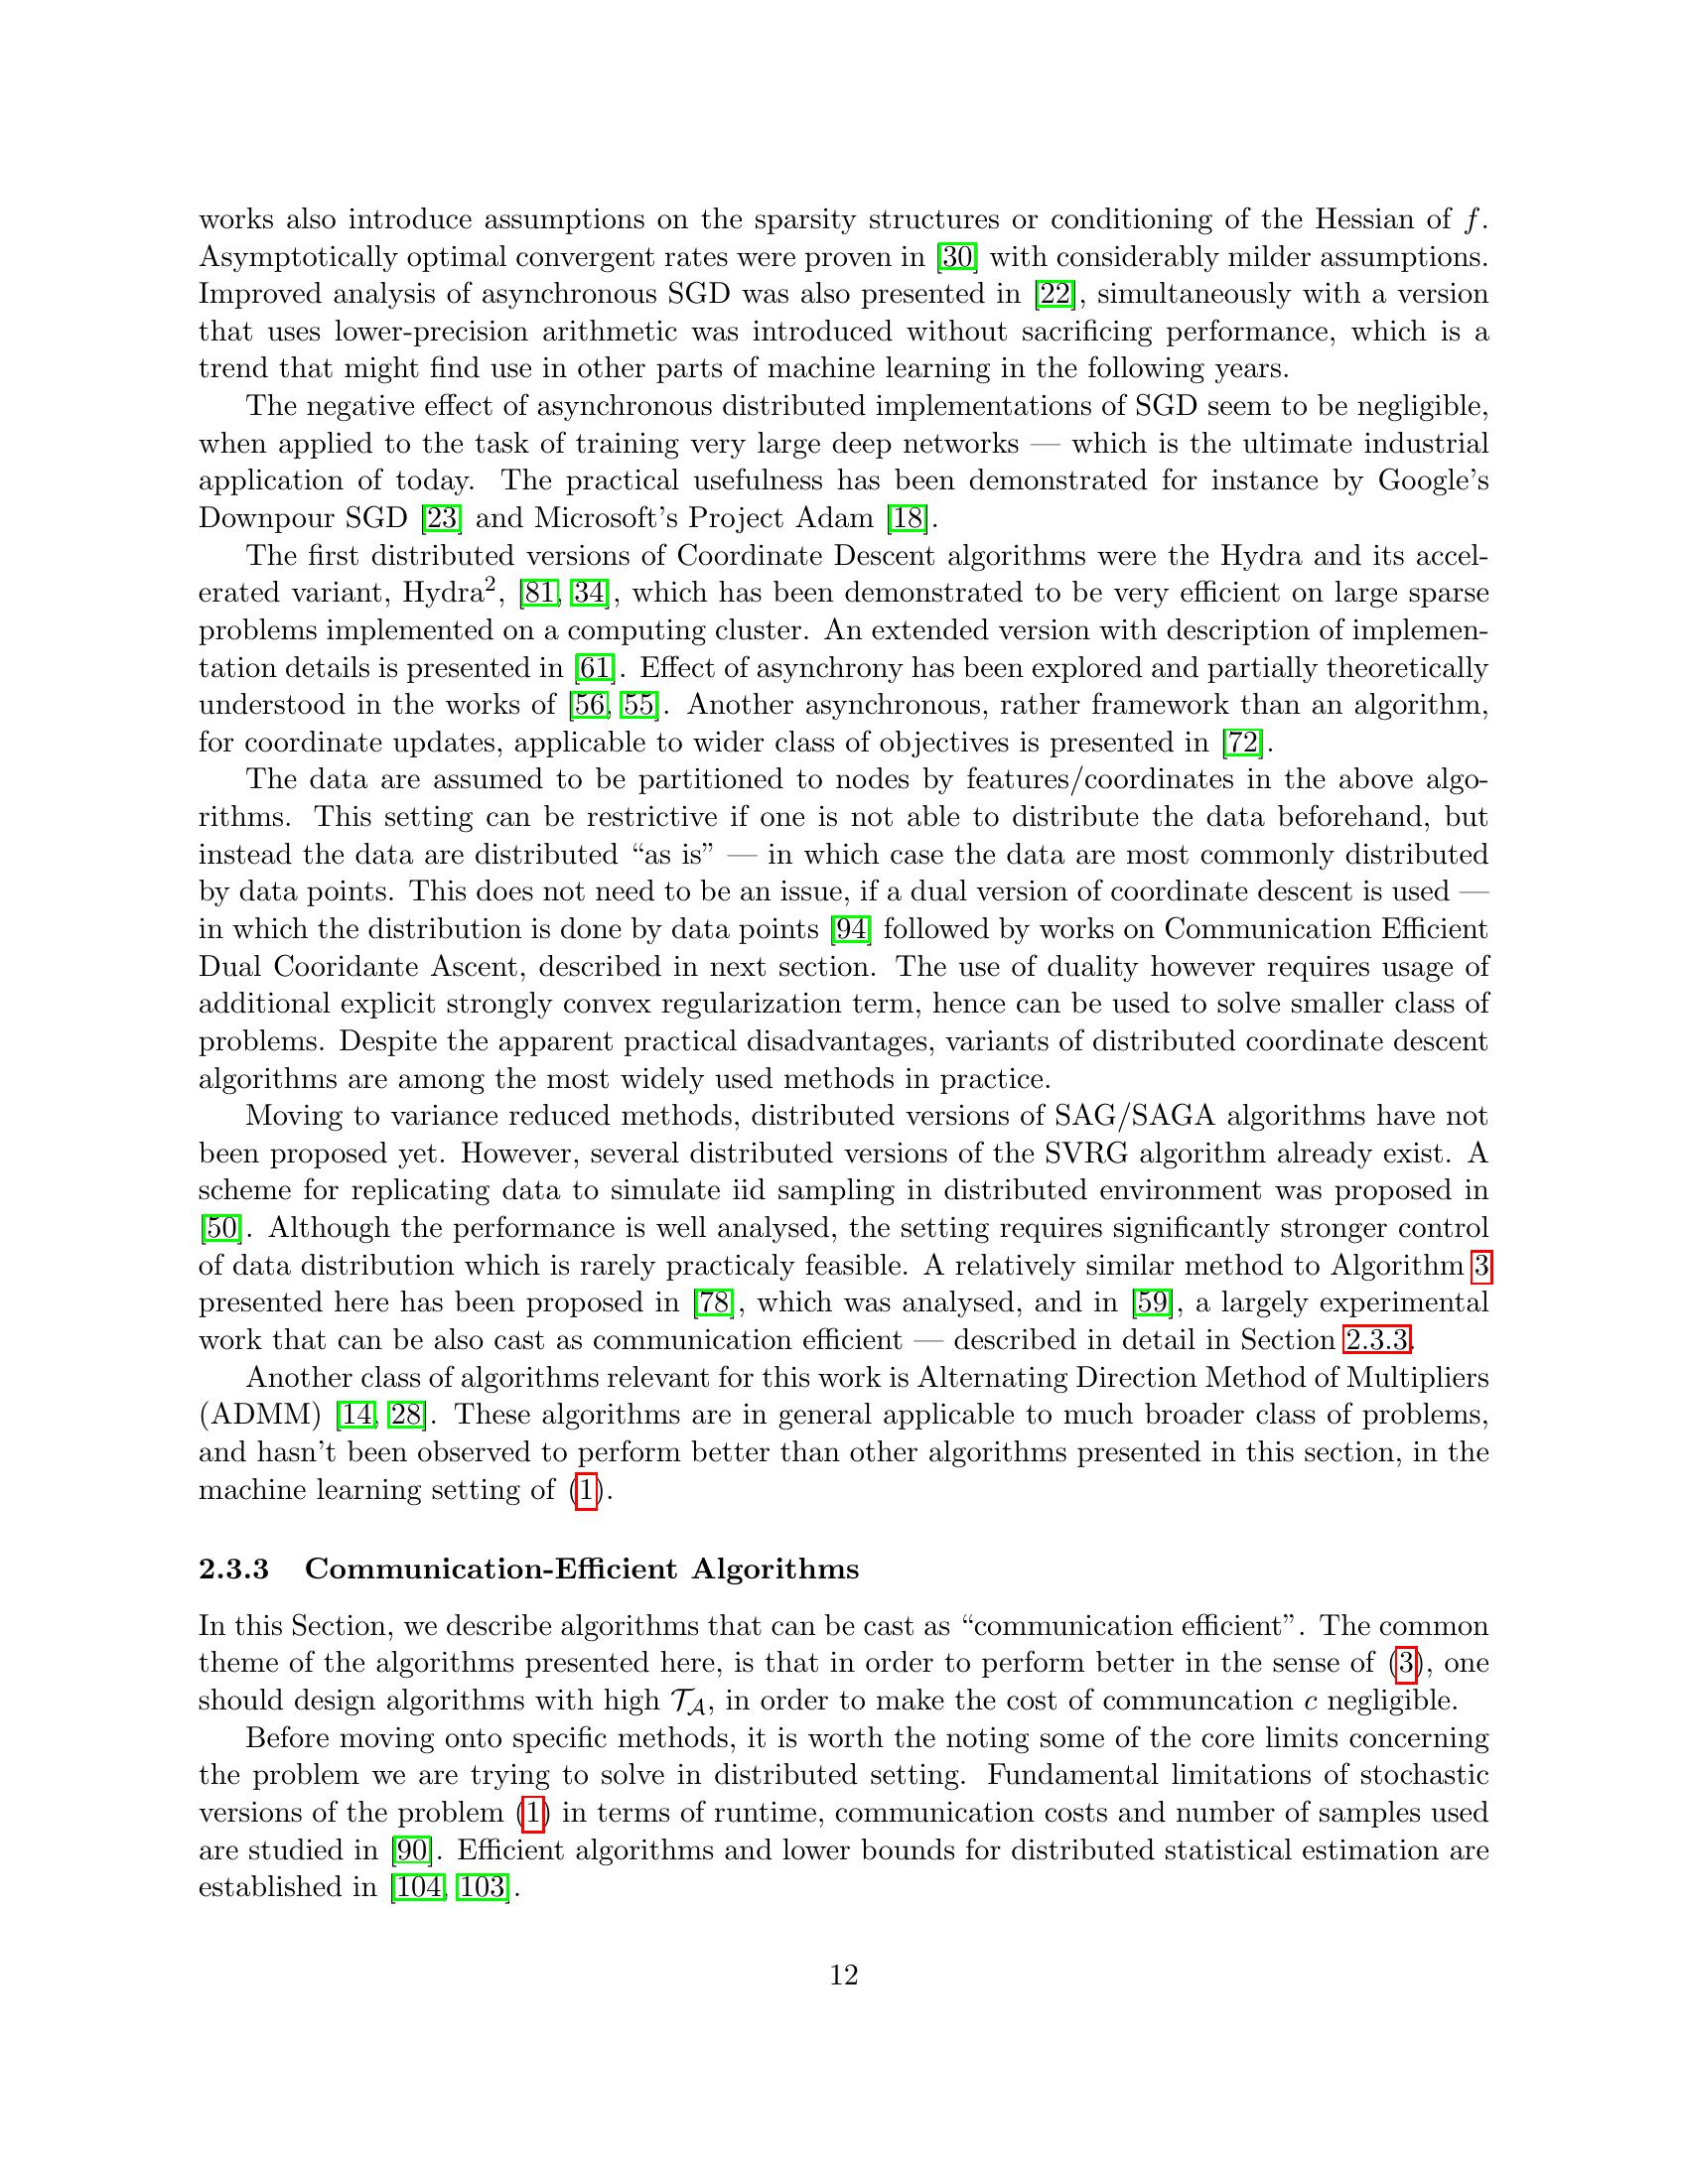 works also introduce assumptions on the sparsity structures or conditioning of the Hessian of f.
Asymptotically optimal convergent rates were proven in [30] with considerably milder assumptions.
Improved analysis of asynchronous SGD was also presented in [22], simultaneously with a version
that uses lower-precision arithmetic was introduced without sacrificing performance, which is a
trend that might find use in other parts of machine learning in the following years.
The negative effect of asynchronous distributed implementations of SGD seem to be negligible,
when applied to the task of training very large deep networks — which is the ultimate industrial
application of today. The practical usefulness has been demonstrated for instance by Google's
Downpour SGD [23] and Microsoft's Project Adam [18].
The first distributed versions of Coordinate Descent algorithms were the Hydra and its accel-
erated variant, Hydra², [81, 34], which has been demonstrated to be very efficient on large sparse
problems implemented on a computing cluster. An extended version with description of implemen-
tation details is presented in [61]. Effect of asynchrony has been explored and partially theoretically
understood in the works of [56, 55]. Another asynchronous, rather framework than an algorithm,
for coordinate updates, applicable to wider class of objectives is presented in [72].
The data are assumed to be partitioned to nodes by features/coordinates in the above algo-
rithms. This setting can be restrictive if one is not able to distribute the data beforehand, but
instead the data are distributed “as is” — in which case the data are most commonly distributed
by data points. This does not need to be an issue, if a dual version of coordinate descent is used —
in which the distribution is done by data points [94] followed by works on Communication Efficient
Dual Cooridante Ascent, described in next section. The use of duality however requires usage of
additional explicit strongly convex regularization term, hence can be used to solve smaller class of
problems. Despite the apparent practical disadvantages, variants of distributed coordinate descent
algorithms are among the most widely used methods in practice.
Moving to variance reduced methods, distributed versions of SAG/SAGA algorithms have not
been proposed yet. However, several distributed versions of the SVRG algorithm already exist. A
scheme for replicating data to simulate iid sampling in distributed environment was proposed in
[50]. Although the performance is well analysed, the setting requires significantly stronger control
of data distribution which is rarely practicaly feasible. A relatively similar method to Algorithm 3
presented here has been proposed in [78], which was analysed, and in [59], a largely experimental
work that can be also cast as communication efficient — described in detail in Section 2.3.3.
Another class of algorithms relevant for this work is Alternating Direction Method of Multipliers
(ADMM) [14, 28]. These algorithms are in general applicable to much broader class of problems,
and hasn't been observed to perform better than other algorithms presented in this section, in the
machine learning setting of (1).
2.3.3 Communication-Efficient Algorithms
In this Section, we describe algorithms that can be cast as “communication efficient”. The common
theme of the algorithms presented here, is that in order to perform better in the sense of (3), one
should design algorithms with high 𝒯_𝒜, in order to make the cost of communcation c negligible.
Before moving onto specific methods, it is worth the noting some of the core limits concerning
the problem we are trying to solve in distributed setting. Fundamental limitations of stochastic
versions of the problem (1) in terms of runtime, communication costs and number of samples used
are studied in [90]. Efficient algorithms and lower bounds for distributed statistical estimation are
established in [104, 103].
12